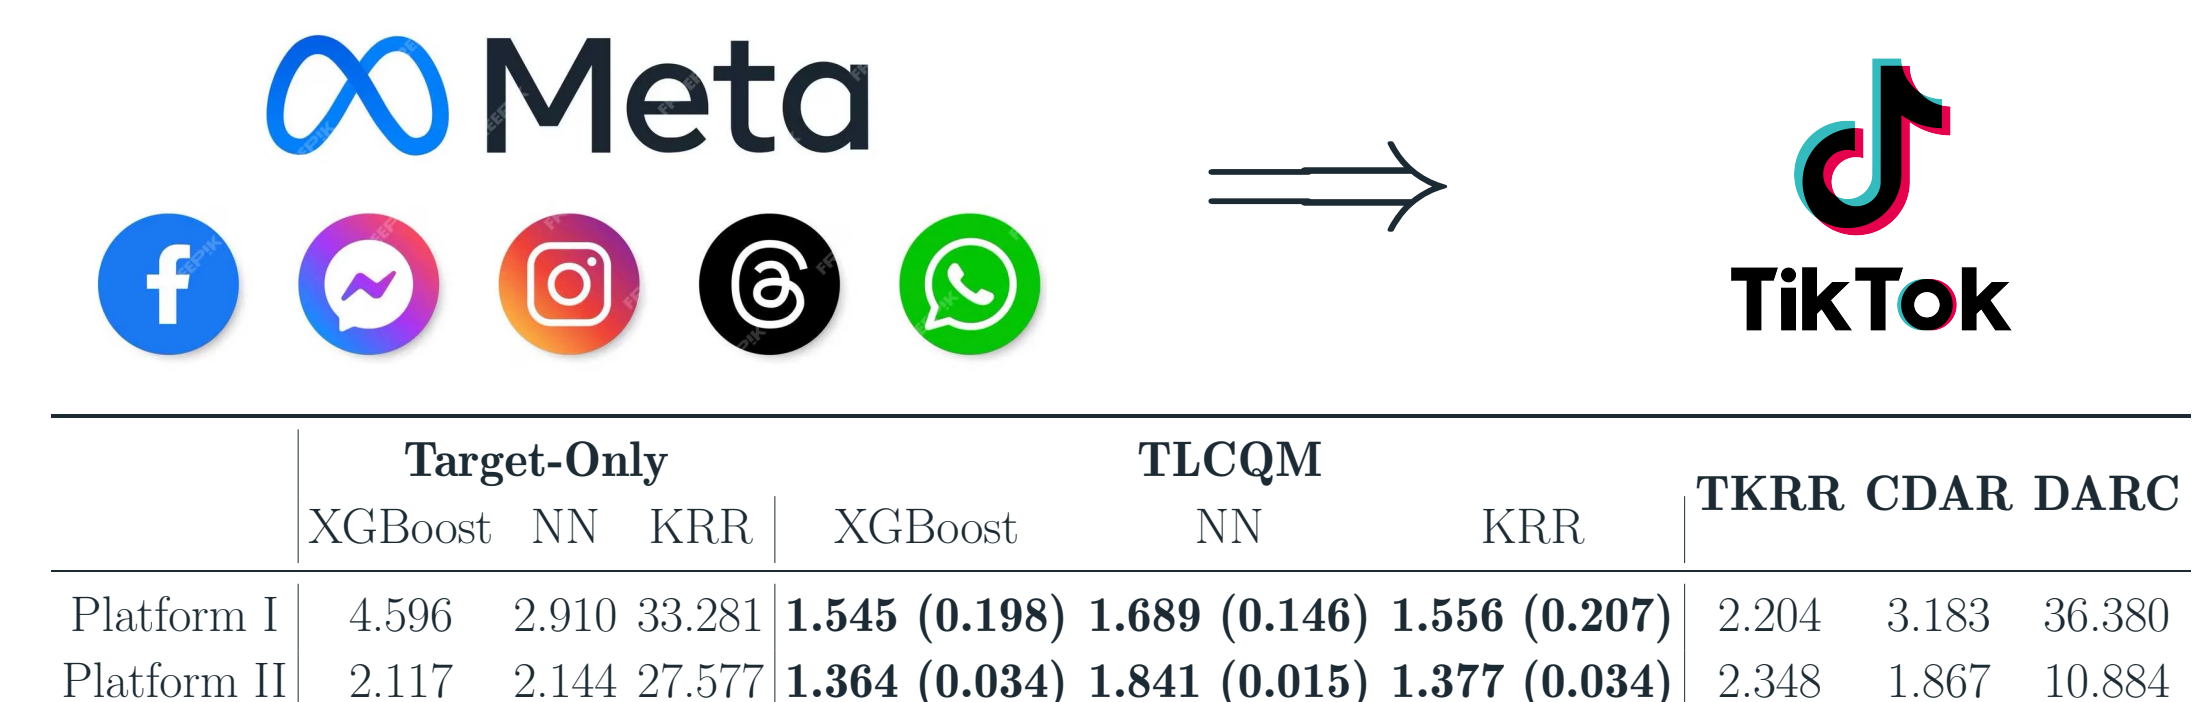 Meta
TikTok
Target-Only TLCQM TKRR CDAR DARC
XGBoost NN KRR XGBoost NN KRR
Platform I 4.596 2.910 33.281 1.545 (0.198) 1.689 (0.146) 1.556 (0.207) 2.204 3.183 36.380
Platform II 2.117 2.144 27.577 1.364 (0.034) 1.841 (0.015) 1.377 (0.034) 2.348 1.867 10.884